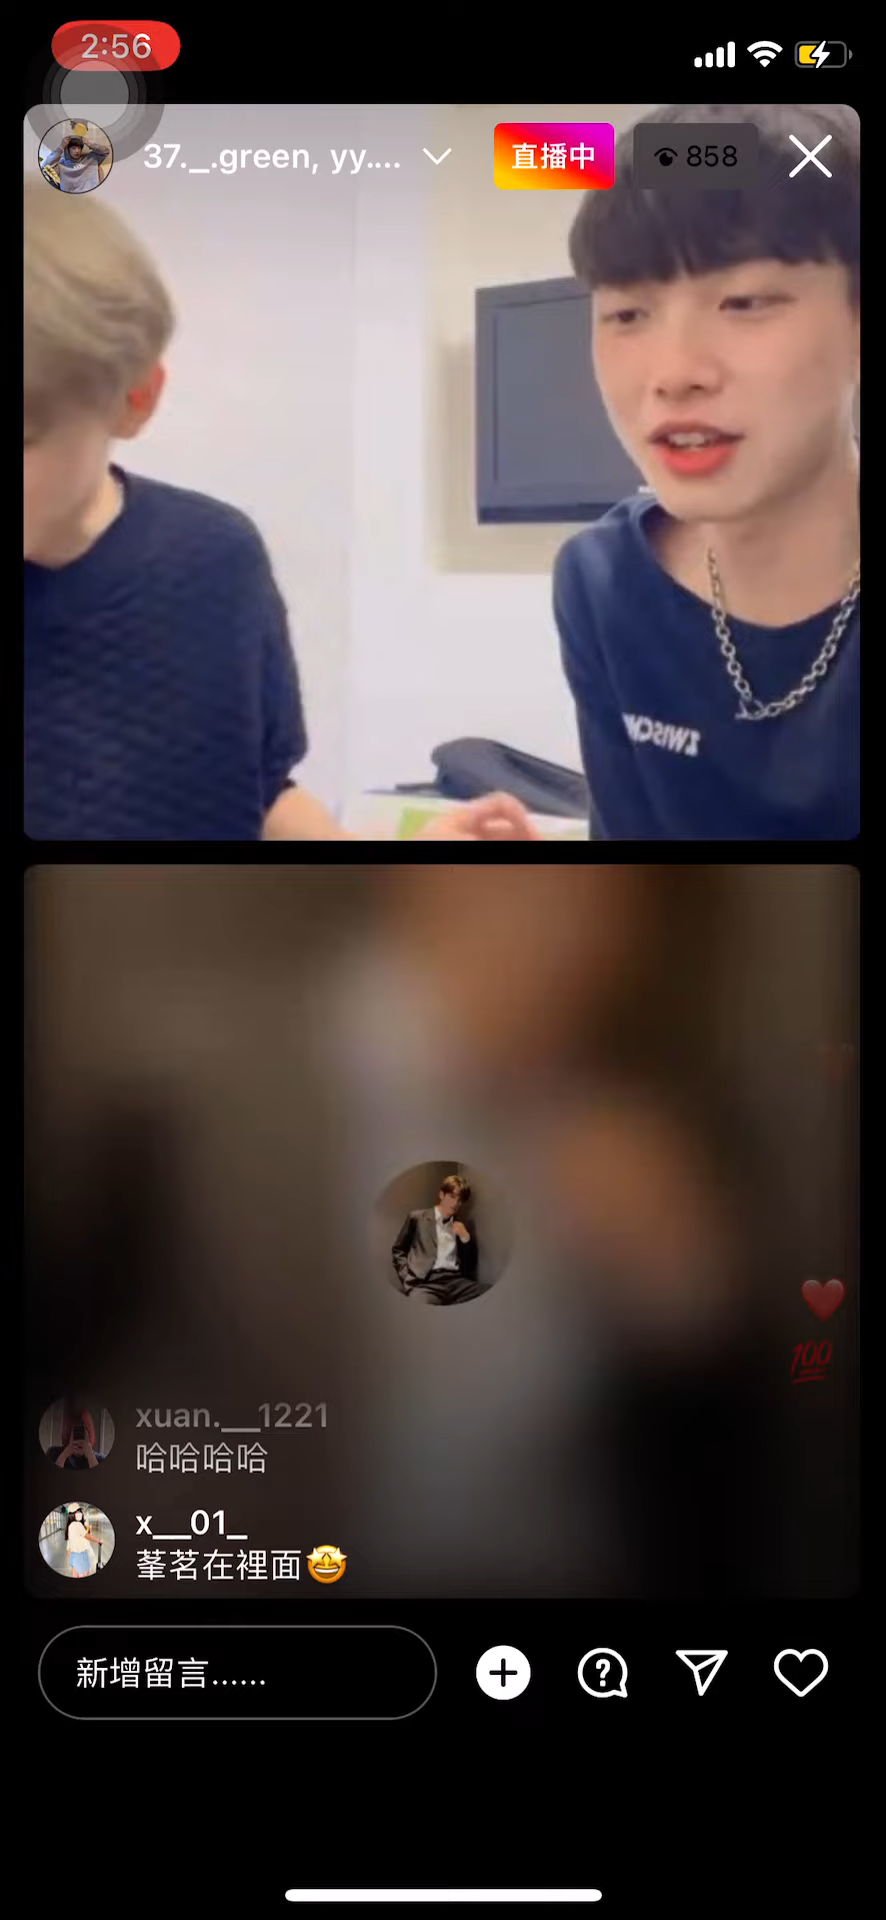 2:56
37._.green, yy....
直播中
858
xuan.__1221
哈哈哈哈
x__01_
莑茗在裡面🤩
新增留言......